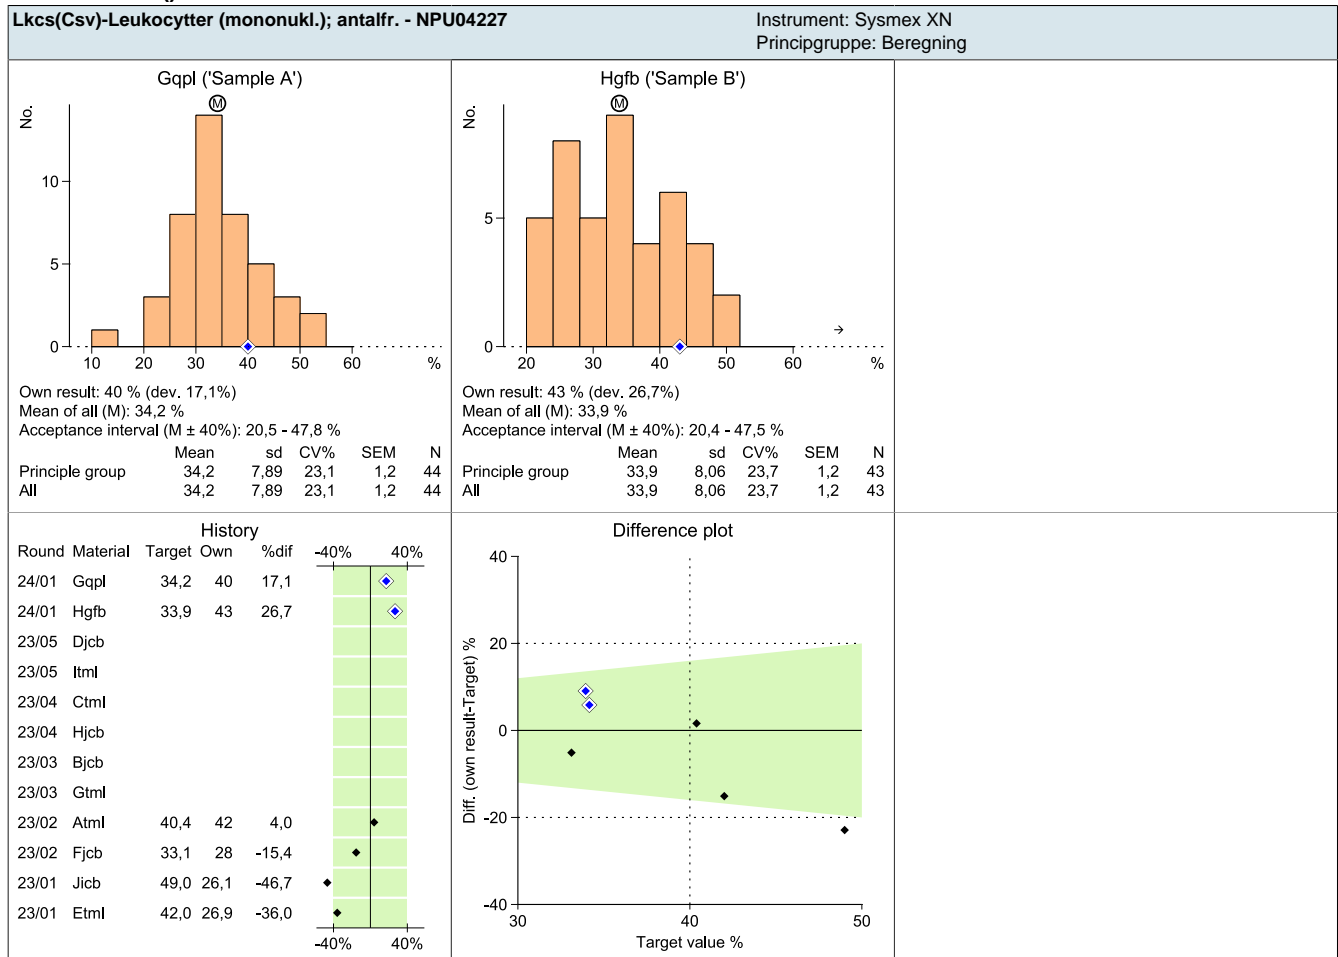 Lkcs(Csv)-Leukocytter (mononukl.); antalfr. - NPU04227
Instrument: Sysmex XN
Principgruppe: Beregning
Gqpl ('Sample A')
M
No.
10
5
0
10 20 30 40 50 60 %
Own result: 40 % (dev. 17,1%)
Mean of all (M): 34,2 %
Acceptance interval (M ± 40%): 20,5 - 47,8 %
Mean sd CV% SEM N
Principle group 34,2 7,89 23,1 1,2 44
All 34,2 7,89 23,1 1,2 44
Hgfb ('Sample B')
M
No.
5
0
20 30 40 50 60 %
Own result: 43 % (dev. 26,7%)
Mean of all (M): 33,9 %
Acceptance interval (M ± 40%): 20,4 - 47,5 %
Mean sd CV% SEM N
Principle group 33,9 8,06 23,7 1,2 43
All 33,9 8,06 23,7 1,2 43
History
Round Material Target Own %dif -40% 40%
24/01 Gqpl 34,2 40 17,1
24/01 Hgfb 33,9 43 26,7
23/05 Djcb
23/05 Itml
23/04 Ctml
23/04 Hjcb
23/03 Bjcb
23/03 Gtml
23/02 Atml 40,4 42 4,0
23/02 Fjcb 33,1 28 -15,4
23/01 Jicb 49,0 26,1 -46,7
23/01 Etml 42,0 26,9 -36,0
-40% 40%
Difference plot
Diff. (own result-Target) %
40
20
0
-20
-40
30 40 50
Target value %